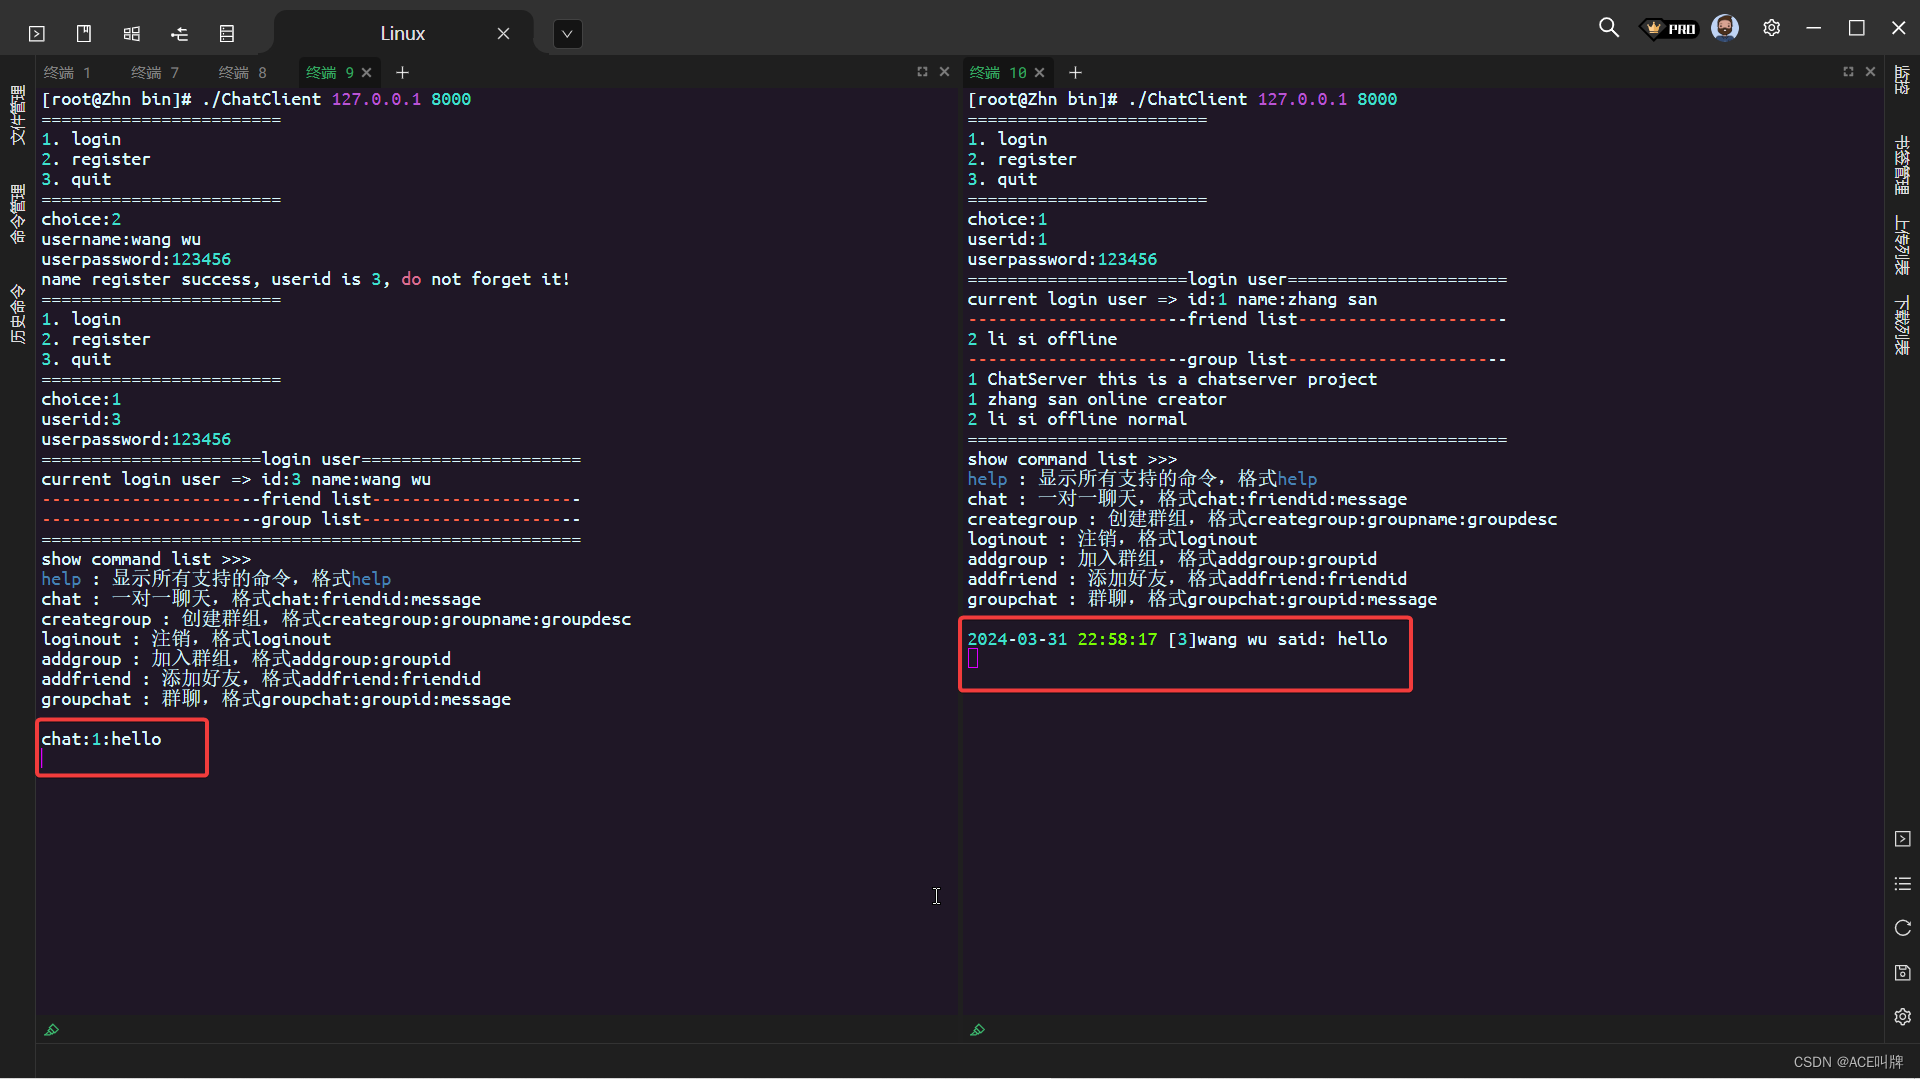 Linux
PRO
终端 1
终端 7
终端 8
终端 9
终端 10
文件管理
命令管理
历史命令
[root@Zhn bin]# ./ChatClient 127.0.0.1 8000
========================
1. login
2. register
3. quit
========================
choice:2
username:wang wu
userpassword:123456
name register success, userid is 3, do not forget it!
========================
1. login
2. register
3. quit
========================
choice:1
userid:3
userpassword:123456
======================login user======================
current login user => id:3 name:wang wu
----------------------friend list---------------------
----------------------group list----------------------
======================================================
show command list >>>
help : 显示所有支持的命令，格式help
chat : 一对一聊天，格式chat:friendid:message
creategroup : 创建群组，格式creategroup:groupname:groupdesc
loginout : 注销，格式loginout
addgroup : 加入群组，格式addgroup:groupid
addfriend : 添加好友，格式addfriend:friendid
groupchat : 群聊，格式groupchat:groupid:message
chat:1:hello
[root@Zhn bin]# ./ChatClient 127.0.0.1 8000
========================
1. login
2. register
3. quit
========================
choice:1
userid:1
userpassword:123456
======================login user======================
current login user => id:1 name:zhang san
----------------------friend list---------------------
2 li si offline
----------------------group list----------------------
1 ChatServer this is a chatserver project
1 zhang san online creator
2 li si offline normal
======================================================
show command list >>>
help : 显示所有支持的命令，格式help
chat : 一对一聊天，格式chat:friendid:message
creategroup : 创建群组，格式creategroup:groupname:groupdesc
loginout : 注销，格式loginout
addgroup : 加入群组，格式addgroup:groupid
addfriend : 添加好友，格式addfriend:friendid
groupchat : 群聊，格式groupchat:groupid:message
2024-03-31 22:58:17 [3]wang wu said: hello
监控
书签管理
上传列表
下载列表
CSDN @ACE叫牌